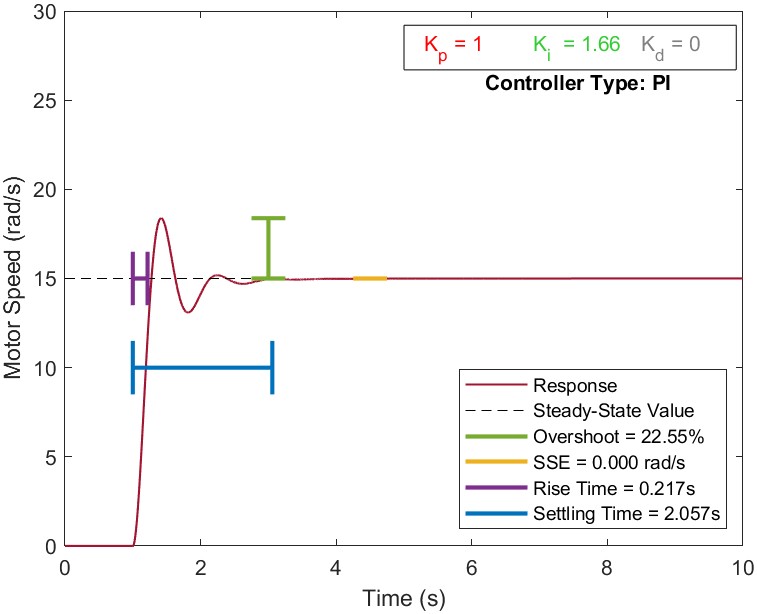 30
25
20
15
10
5
0
0 2 4 6 8 10
Motor Speed (rad/s)
Time (s)
Kp = 1 Ki = 1.66 Kd = 0
Controller Type: PI
Response
Steady-State Value
Overshoot = 22.55%
SSE = 0.000 rad/s
Rise Time = 0.217s
Settling Time = 2.057s